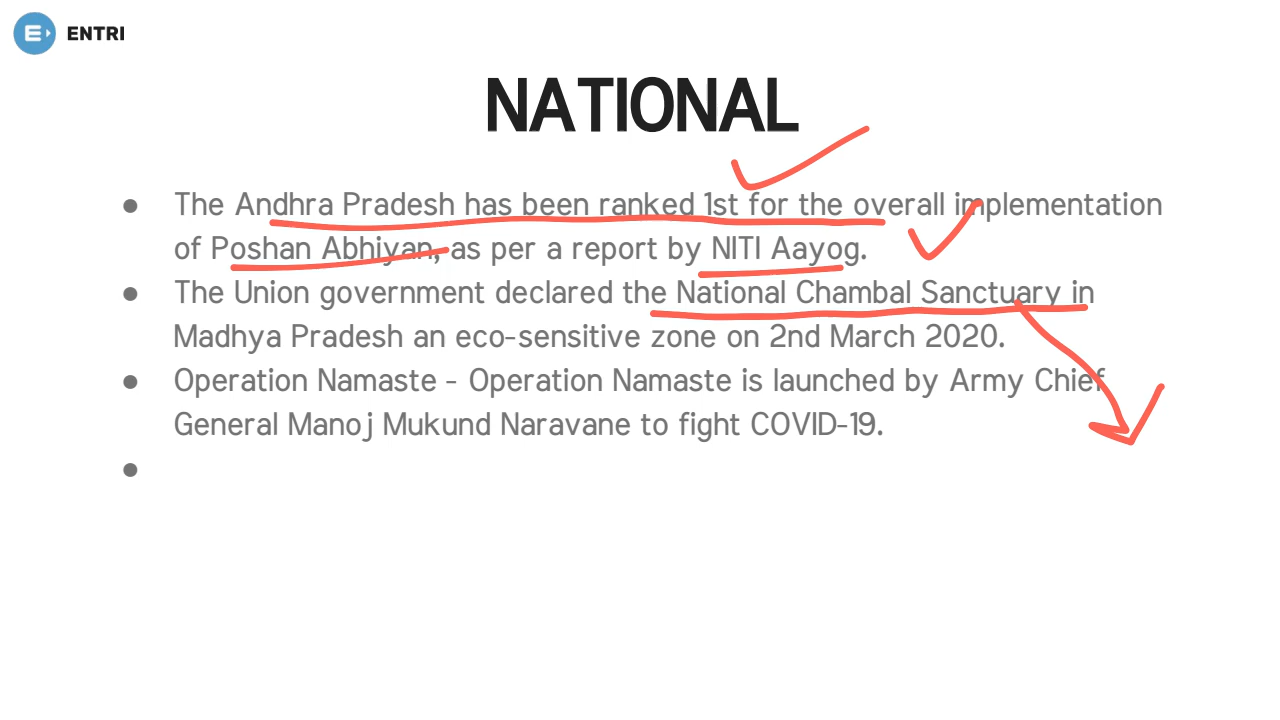 ENTRI
NATIONAL
The Andhra Pradesh has been ranked 1st for the overall implementation
of Poshan Abhiyan, as per a report by NITI Aayog.
The Union government declared the National Chambal Sanctuary in
Madhya Pradesh an eco-sensitive zone on 2nd March 2020.
Operation Namaste - Operation Namaste is launched by Army Chief
General Manoj Mukund Naravane to fight COVID-19.